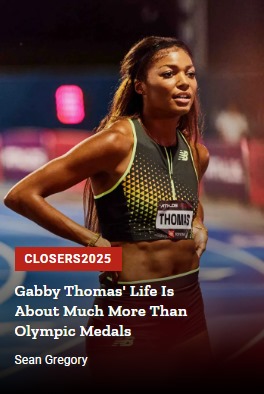 ATHLOS
THOMAS
CLOSERS2025
Gabby Thomas' Life Is
About Much More Than
Olympic Medals
Sean Gregory